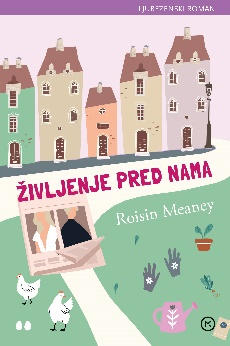 LJUBEZENSKI ROMAN
ŽIVLJENJE PRED NAMA
Roisin Meaney
M